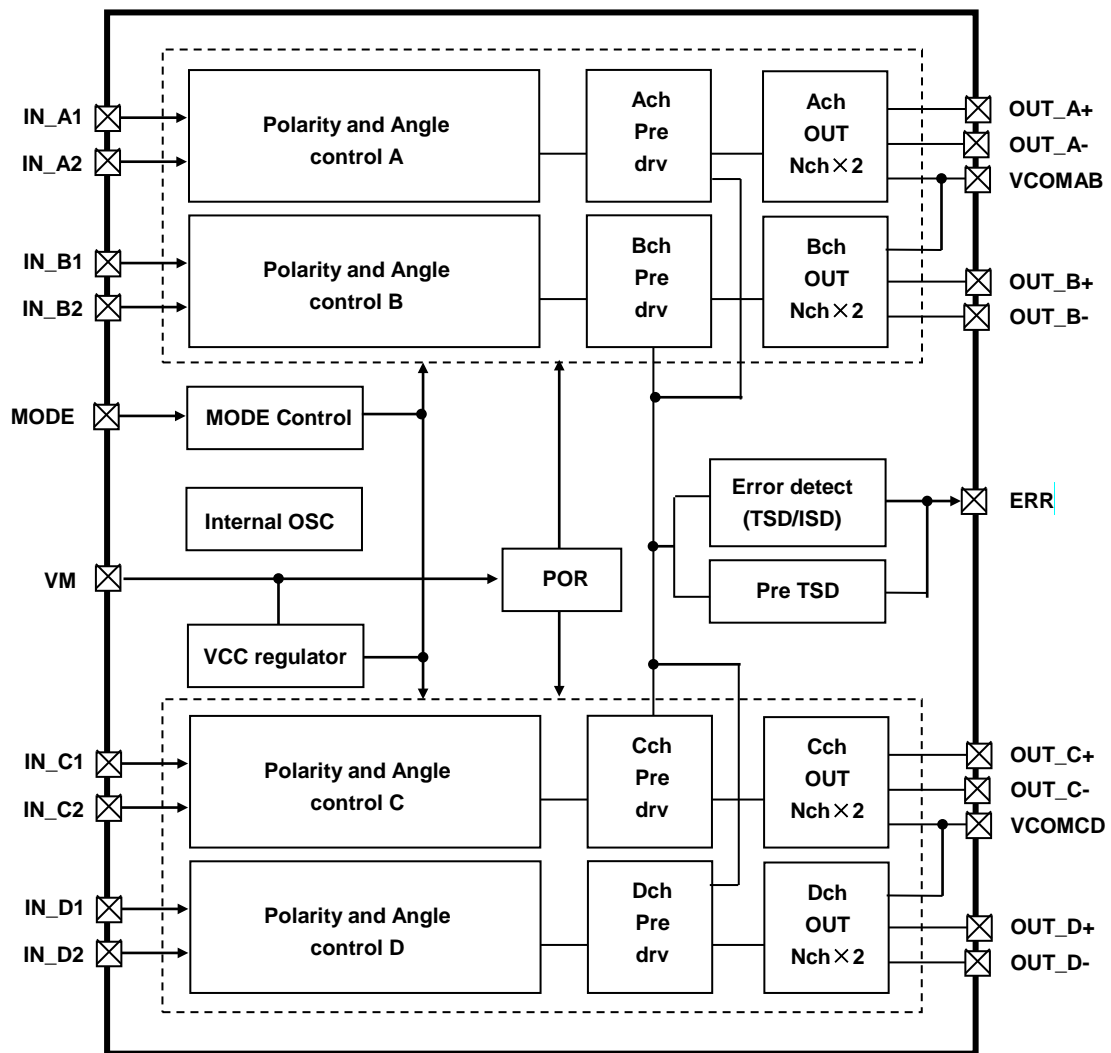 IN_A1
IN_A2
IN_B1
IN_B2
Polarity and Angle
control A
Ach
Pre
drv
Ach
OUT
Nch×2
OUT_A+
OUT_A-
VCOMAB
Polarity and Angle
control B
Bch
Pre
drv
Bch
OUT
Nch×2
OUT_B+
OUT_B-
MODE
MODE Control
Internal OSC
VM
VCC regulator
POR
Error detect
(TSD/ISD)
Pre TSD
ERR
IN_C1
IN_C2
Polarity and Angle
control C
Cch
Pre
drv
Cch
OUT
Nch×2
OUT_C+
OUT_C-
VCOMCD
IN_D1
IN_D2
Polarity and Angle
control D
Dch
Pre
drv
Dch
OUT
Nch×2
OUT_D+
OUT_D-